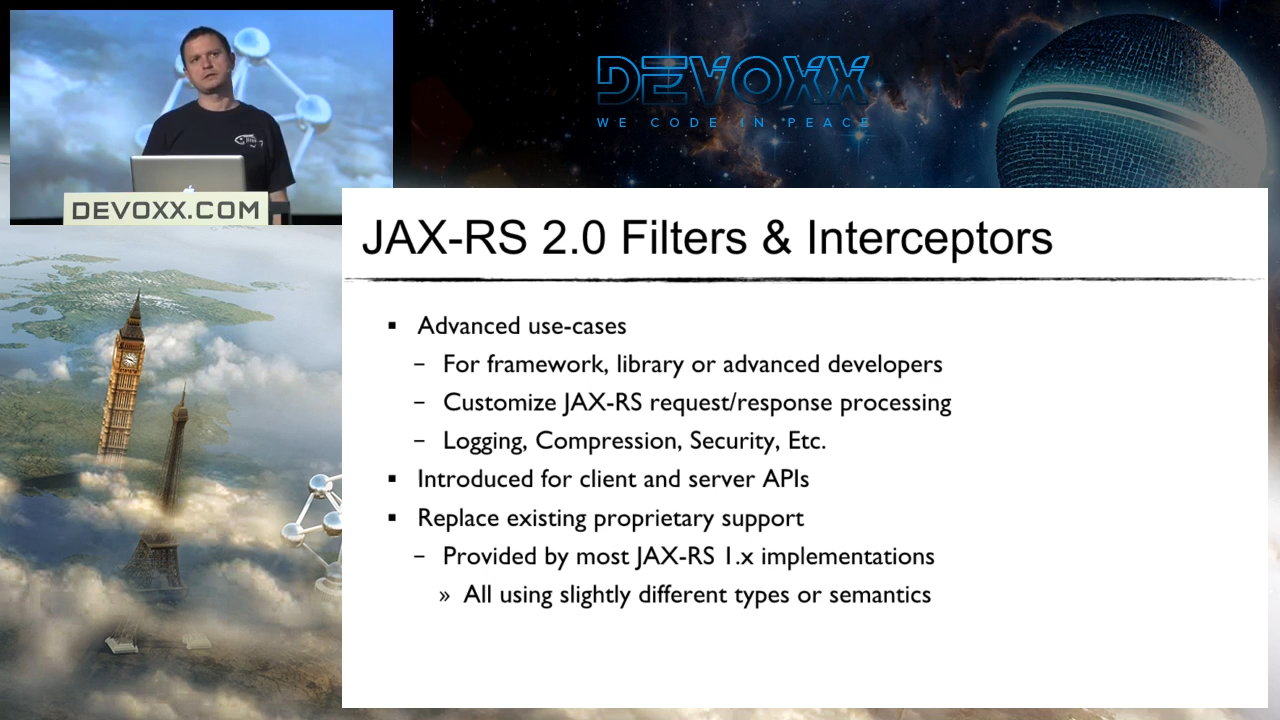 DEVOXX
WE CODE IN PEACE
DEVOXX.COM
JAX-RS 2.0 Filters & Interceptors
▪ Advanced use-cases
– For framework, library or advanced developers
– Customize JAX-RS request/response processing
– Logging, Compression, Security, Etc.
▪ Introduced for client and server APIs
▪ Replace existing proprietary support
– Provided by most JAX-RS 1.x implementations
» All using slightly different types or semantics